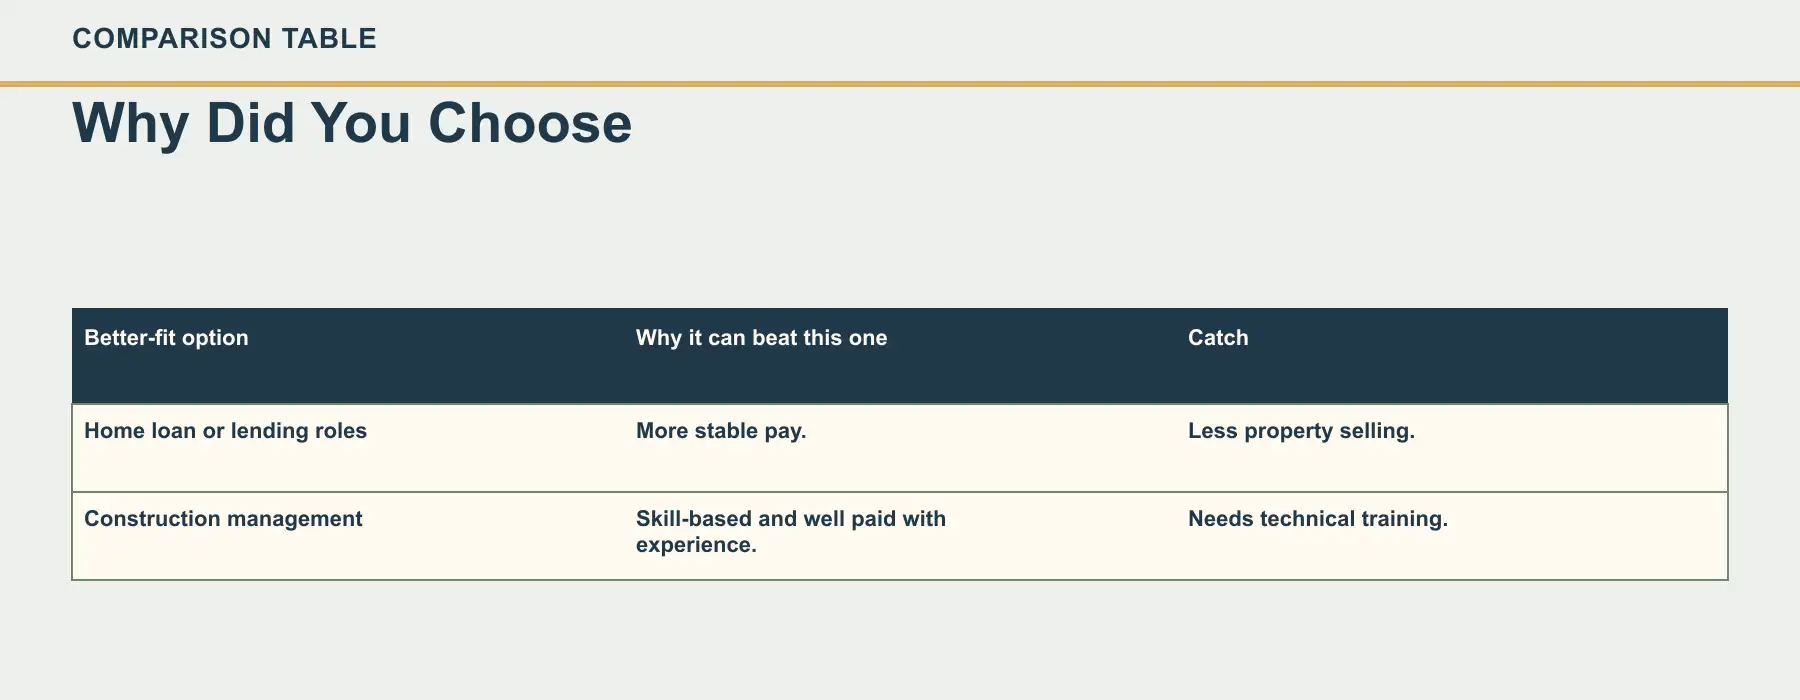 COMPARISON TABLE
Why Did You Choose
Better-fit option
Why it can beat this one
Catch
Home loan or lending roles
More stable pay.
Less property selling.
Construction management
Skill-based and well paid with
experience.
Needs technical training.